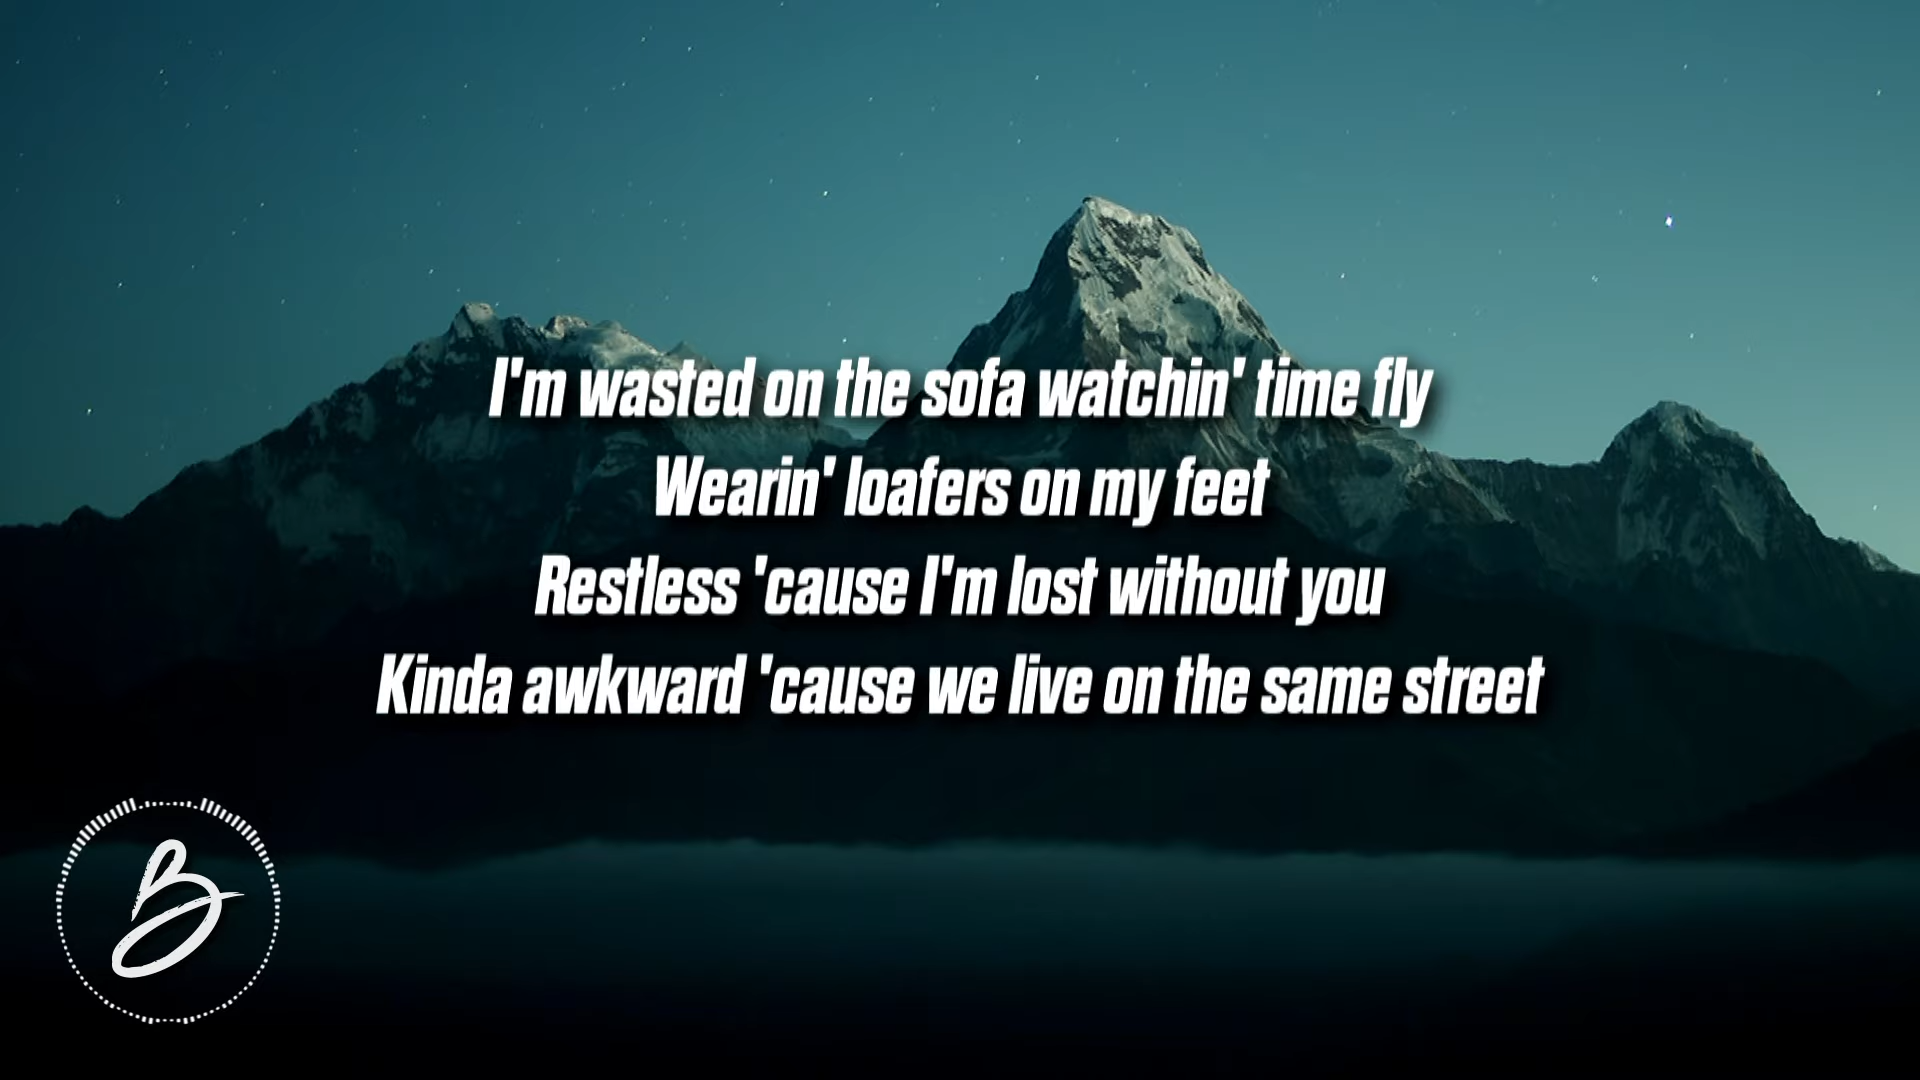 I'm wasted on the sofa watchin' time fly
Wearin' loafers on my feet
Restless 'cause I'm lost without you
Kinda awkward 'cause we live on the same street
B